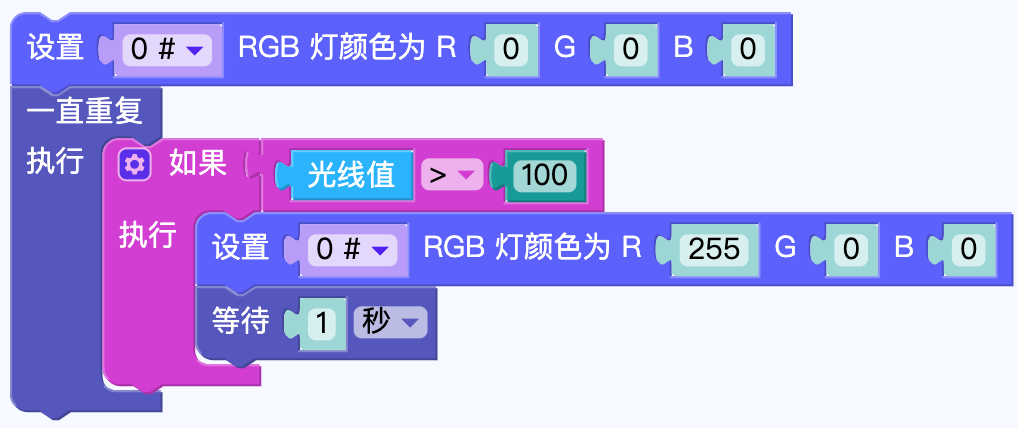 设置 0 # RGB 灯颜色为 R 0 G 0 B 0
一直重复
执行 如果 光线值 > 100
执行 设置 0 # RGB 灯颜色为 R 255 G 0 B 0
等待 1 秒